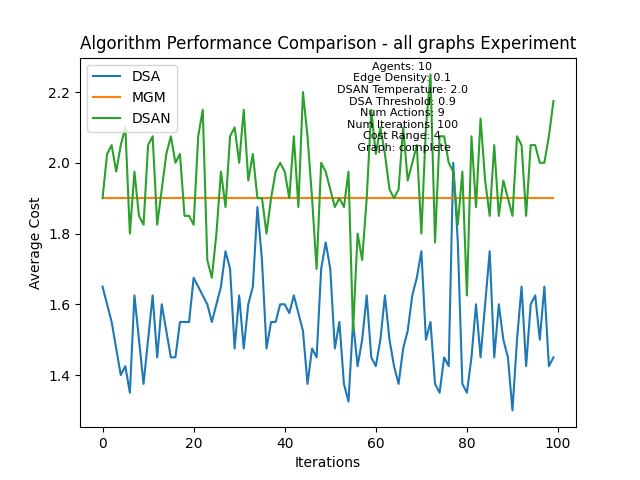 Algorithm Performance Comparison - all graphs Experiment
DSA
MGM
DSAN
Agents: 10
Edge Density: 0.1
DSAN Temperature: 2.0
DSA Threshold: 0.9
Num Actions: 9
Num Iterations: 100
Cost Range: 4
Graph: complete
Average Cost
2.2
2.0
1.8
1.6
1.4
0
20
40
60
80
100
Iterations